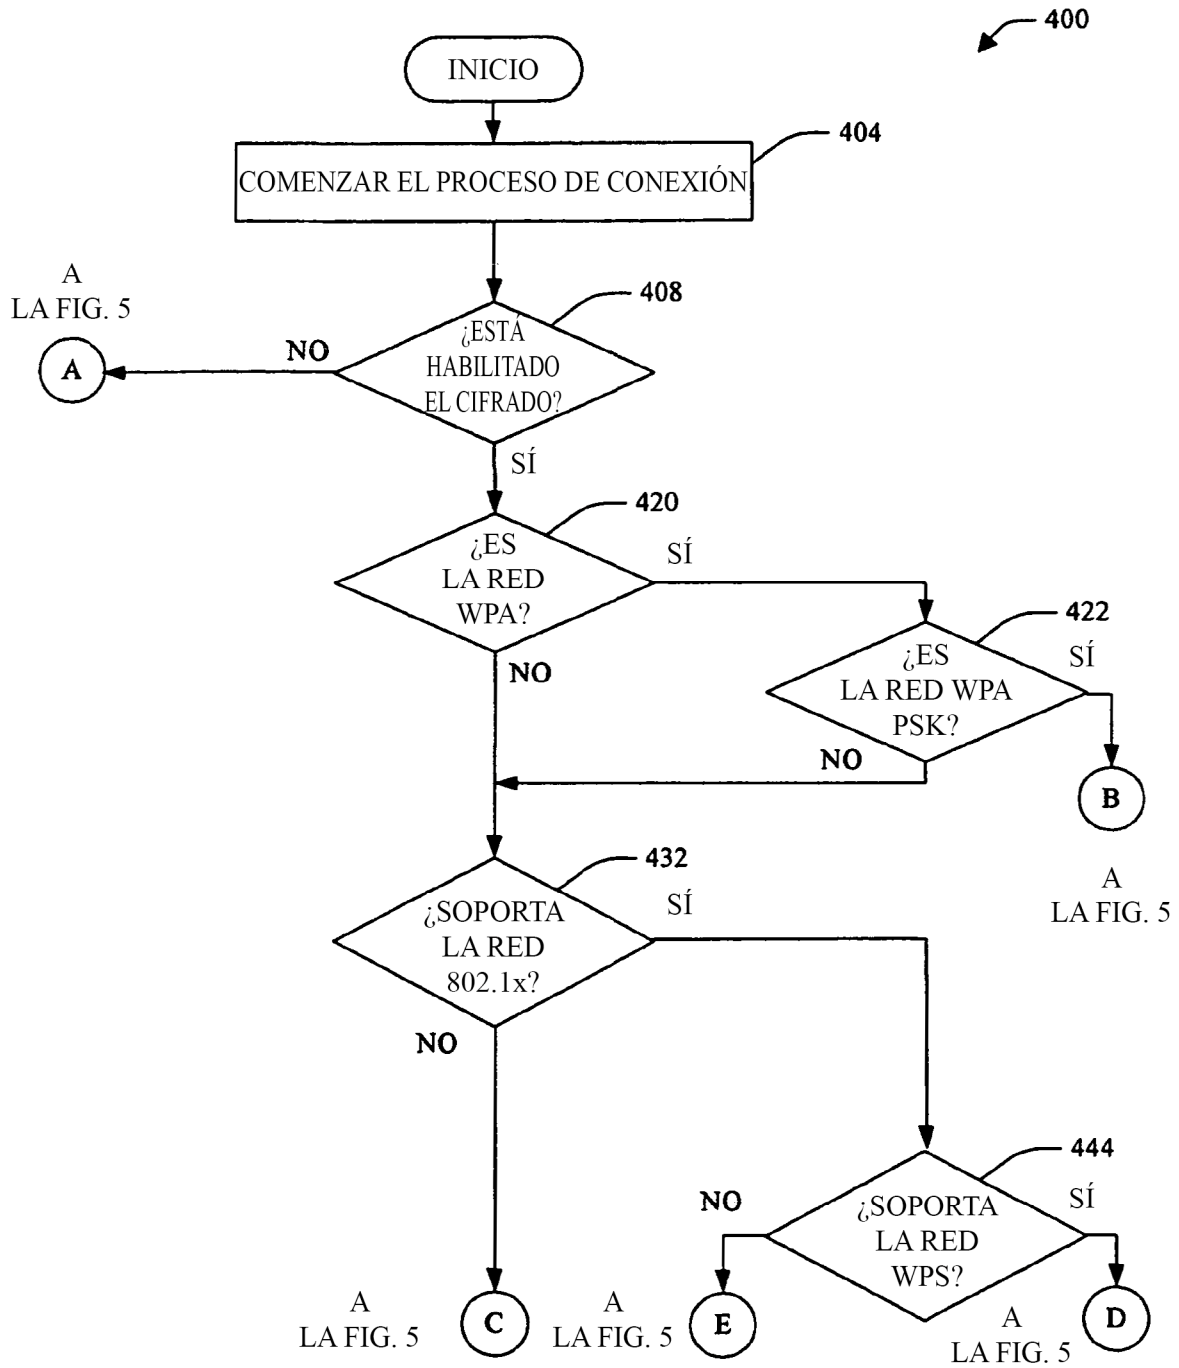 400
INICIO
404
COMENZAR EL PROCESO DE CONEXIÓN
A
LA FIG. 5
A
NO
408
¿ESTÁ
HABILITADO
EL CIFRADO?
SÍ
420
¿ES
LA RED
WPA?
SÍ
NO
422
¿ES
LA RED WPA
PSK?
SÍ
NO
B
A
LA FIG. 5
432
¿SOPORTA
LA RED
802.1x?
SÍ
NO
444
¿SOPORTA
LA RED
WPS?
NO
SÍ
A
LA FIG. 5
C
A
LA FIG. 5
E
A
LA FIG. 5
D